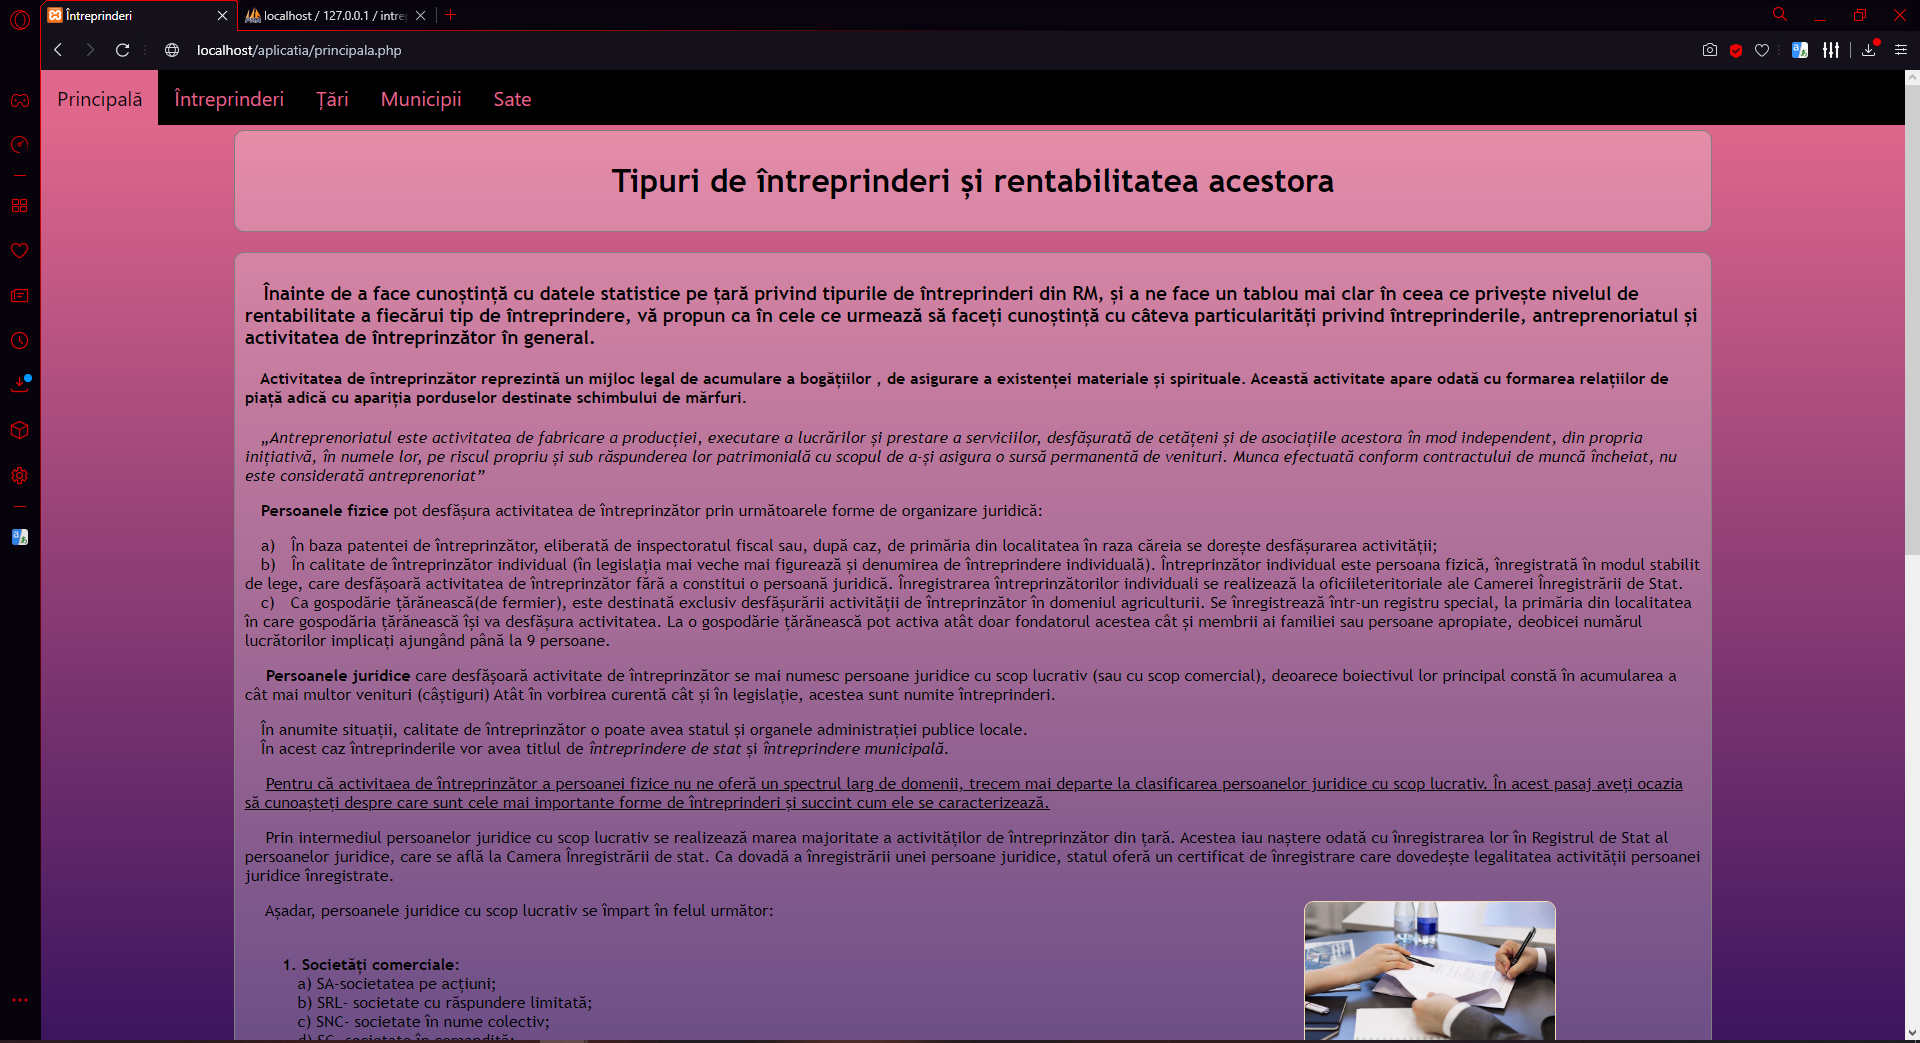 Întreprinderi
localhost / 127.0.0.1 / intre
localhost/aplicatia/principala.php
Principală Întreprinderi Țări Municipii Sate
Tipuri de întreprinderi și rentabilitatea acestora
Înainte de a face cunoștință cu datele statistice pe țară privind tipurile de întreprinderi din RM, și a ne face un tablou mai clar în ceea ce privește nivelul de
rentabilitate a fiecărui tip de întreprindere, vă propun ca în cele ce urmează să faceți cunoștință cu câteva particularități privind întreprinderile, antreprenoriatul și
activitatea de întreprinzător în general.
Activitatea de întreprinzător reprezintă un mijloc legal de acumulare a bogățiilor , de asigurare a existenței materiale și spirituale. Această activitate apare odată cu formarea relațiilor de
piață adică cu apariția porduselor destinate schimbului de mărfuri.
„Antreprenoriatul este activitatea de fabricare a producției, executare a lucrărilor și prestare a serviciilor, desfășurată de cetățeni și de asociațiile acestora în mod independent, din propria
inițiativă, în numele lor, pe riscul propriu și sub răspunderea lor patrimonială cu scopul de a-și asigura o sursă permanentă de venituri. Munca efectuată conform contractului de muncă încheiat, nu
este considerată antreprenoriat”
Persoanele fizice pot desfășura activitatea de întreprinzător prin următoarele forme de organizare juridică:
a) În baza patentei de întreprinzător, eliberată de inspectoratul fiscal sau, după caz, de primăria din localitatea în raza căreia se dorește desfășurarea activității;
b) În calitate de întreprinzător individual (în legislația mai veche mai figurează și denumirea de întreprindere individuală). Întreprinzător individual este persoana fizică, înregistrată în modul stabilit
de lege, care desfășoară activitatea de întreprinzător fără a constitui o persoană juridică. Înregistrarea întreprinzătorilor individuali se realizează la oficiileteritoriale ale Camerei Înregistrării de Stat.
c) Ca gospodărie țărănească(de fermier), este destinată exclusiv desfășurării activității de întreprinzător în domeniul agriculturii. Se înregistrează într-un registru special, la primăria din localitatea
în care gospodăria țărănească își va desfășura activitatea. La o gospodărie țărănească pot activa atât doar fondatorul acestea cât și membrii ai familiei sau persoane apropiate, deobicei numărul
lucrătorilor implicați ajungând până la 9 persoane.
Persoanele juridice care desfășoară activitate de întreprinzător se mai numesc persoane juridice cu scop lucrativ (sau cu scop comercial), deoarece boiectivul lor principal constă în acumularea a
cât mai multor venituri (câștiguri) Atât în vorbirea curentă cât și în legislație, acestea sunt numite întreprinderi.
În anumite situații, calitate de întreprinzător o poate avea statul și organele administrației publice locale.
În acest caz întreprinderile vor avea titlul de întreprindere de stat și întreprindere municipală.
Pentru că activitaea de întreprinzător a persoanei fizice nu ne oferă un spectrul larg de domenii, trecem mai departe la clasificarea persoanelor juridice cu scop lucrativ. În acest pasaj aveți ocazia
să cunoașteți despre care sunt cele mai importante forme de întreprinderi și succint cum ele se caracterizează.
Prin intermediul persoanelor juridice cu scop lucrativ se realizează marea majoritate a activităților de întreprinzător din țară. Acestea iau naștere odată cu înregistrarea lor în Registrul de Stat al
persoanelor juridice, care se află la Camera Înregistrării de stat. Ca dovadă a înregistrării unei persoane juridice, statul oferă un certificat de înregistrare care dovedește legalitatea activității persoanei
juridice înregistrate.
Așadar, persoanele juridice cu scop lucrativ se împart în felul următor:
1. Societăți comerciale:
a) SA-societatea pe acțiuni;
b) SRL- societate cu răspundere limitată;
c) SNC- societate în nume colectiv;
d) SC- societate în comandită;